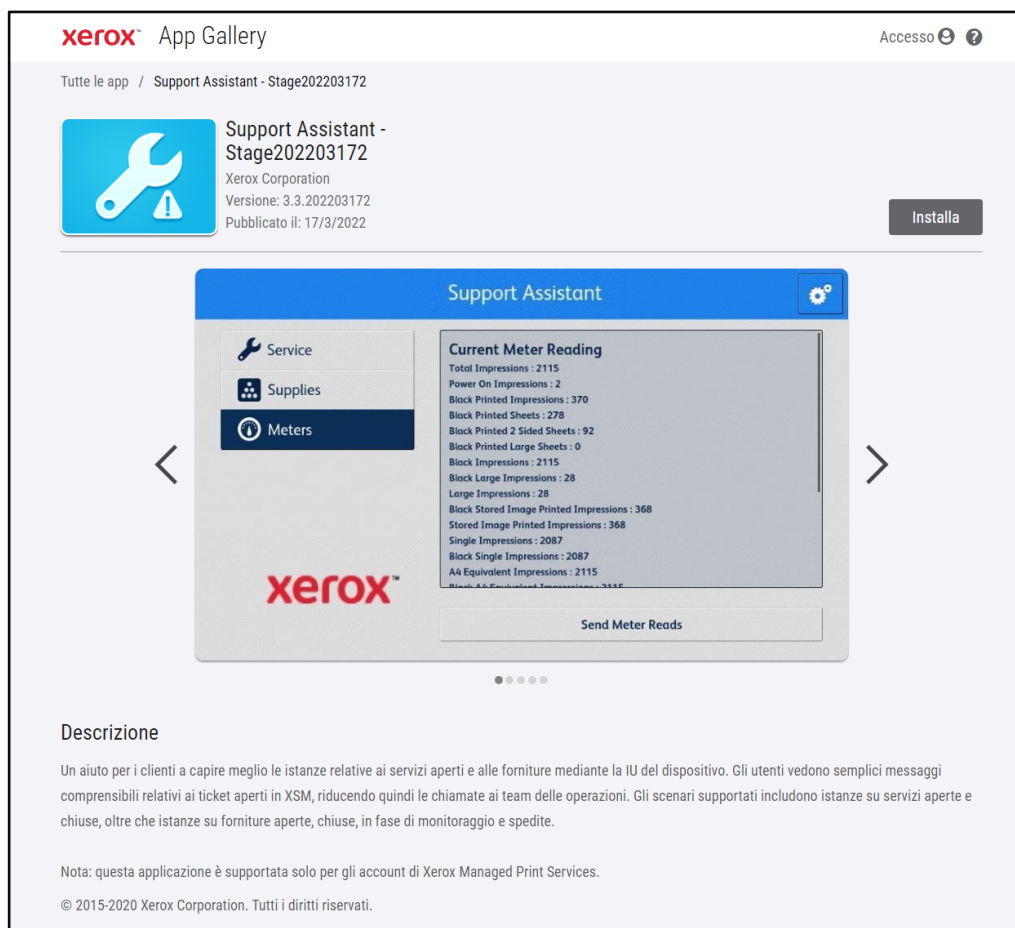 xerox™ App Gallery
Accesso
Tutte le app / Support Assistant - Stage202203172
Support Assistant -
Stage202203172
Xerox Corporation
Versione: 3.3.202203172
Pubblicato il: 17/3/2022
Installa
Support Assistant
Service
Supplies
Meters
Current Meter Reading
Total Impressions : 2115
Power On Impressions : 2
Black Printed Impressions : 370
Black Printed Sheets : 278
Black Printed 2 Sided Sheets : 92
Black Printed Large Sheets : 0
Black Impressions : 2115
Black Large Impressions : 28
Large Impressions : 28
Black Stored Image Printed Impressions : 368
Stored Image Printed Impressions : 368
Single Impressions : 2087
Black Single Impressions : 2087
A4 Equivalent Impressions : 2115
Black A4 Equivalent Impressions : 2115
xerox™
Send Meter Reads
Descrizione
Un aiuto per i clienti a capire meglio le istanze relative ai servizi aperti e alle forniture mediante la IU del dispositivo. Gli utenti vedono semplici messaggi
comprensibili relativi ai ticket aperti in XSM, riducendo quindi le chiamate ai team delle operazioni. Gli scenari supportati includono istanze su servizi aperte e
chiuse, oltre che istanze su forniture aperte, chiuse, in fase di monitoraggio e spedite.
Nota: questa applicazione è supportata solo per gli account di Xerox Managed Print Services.
© 2015-2020 Xerox Corporation. Tutti i diritti riservati.